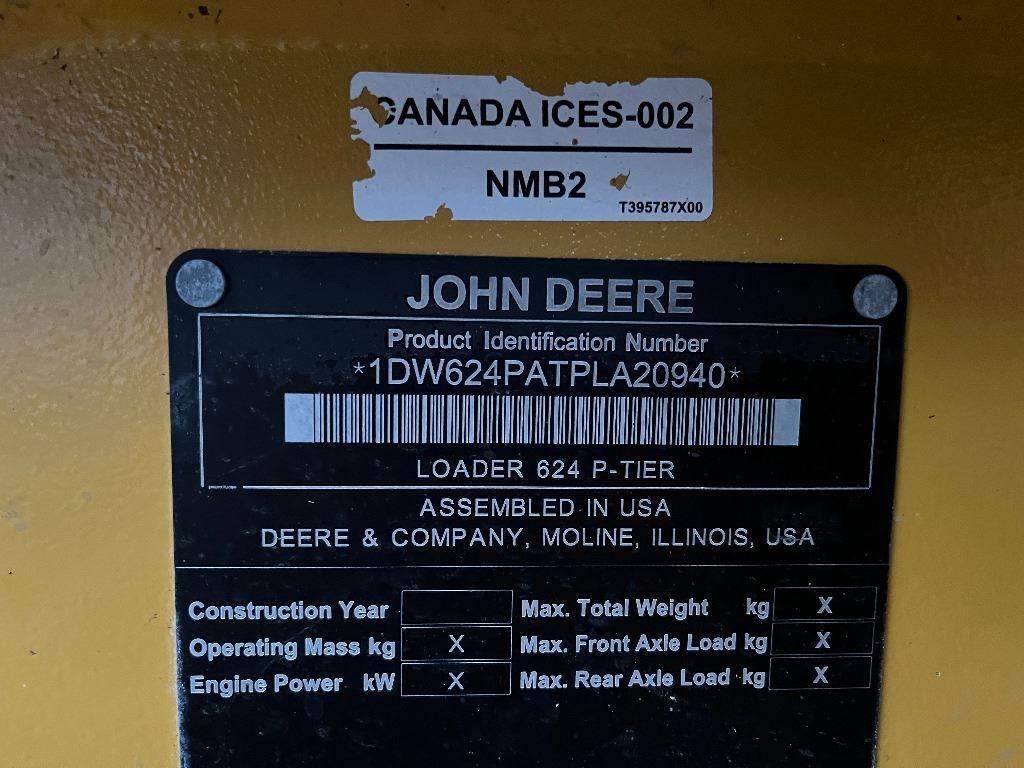 CANADA ICES-002
NMB2
T395787X00
JOHN DEERE
Product Identification Number
*1DW624PATPLA20940*
LOADER 624 P-TIER
ASSEMBLED IN USA
DEERE & COMPANY, MOLINE, ILLINOIS, USA
Construction Year Max. Total Weight kg X
Operating Mass kg X Max. Front Axle Load kg X
Engine Power kW X Max. Rear Axle Load kg X